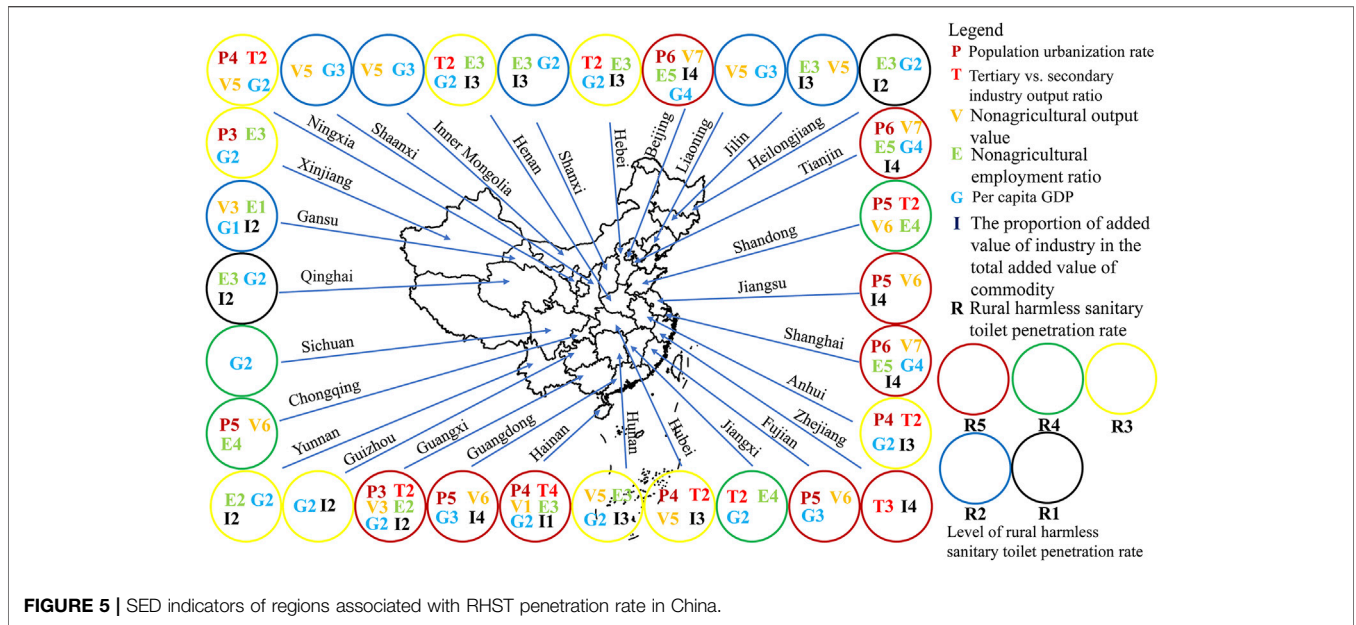 P4 T2
V5 G2
V5 G3
V5 G3
T2 E3
G2 I3
E3 G2
I3
T2 E3
G2 I3
P6 V7
E5 I4
G4
V5 G3
E3 V5
I3
E3 G2
I2
Legend
P Population urbanization rate
T Tertiary vs. secondary
industry output ratio
V Nonagricultural output
value
E Nonagricultural
employment ratio
G Per capita GDP
I The proportion of added
value of industry in the
total added value of
commodity
R Rural harmless sanitary
toilet penetration rate
R5
R4
R3
R2
R1
Level of rural harmless
sanitary toilet penetration rate
P3 E3
G2
V3 E1
G1 I2
E3 G2
I2
G2
P5 V6
E4
Ningxia
Shaanxi
Inner Mongolia
Henan
Shanxi
Hebei
Beijing
Liaoning
Jilin
Heilongjiang
Tianjin
Xinjiang
Gansu
Qinghai
Sichuan
Chongqing
Yunnan
Guizhou
Guangxi
Guangdong
Hainan
Hunan
Hubei
Jiangxi
Fujian
Zhejiang
Anhui
Shanghai
Jiangsu
Shandong
P6 V7
E5 G4
I4
P5 T2
V6 E4
P5 V6
I4
P6 V7
E5 G4
I4
P4 T2
G2 I3
E2 G2
I2
G2 I2
P3 T2
V3 E2
G2 I2
P5 V6
G3 I4
P4 T4
V1 E3
G2 I1
V5 E3
G2 I3
P4 T2
V5 I3
T2 E4
G2
P5 V6
G3
T3 I4
FIGURE 5 | SED indicators of regions associated with RHST penetration rate in China.